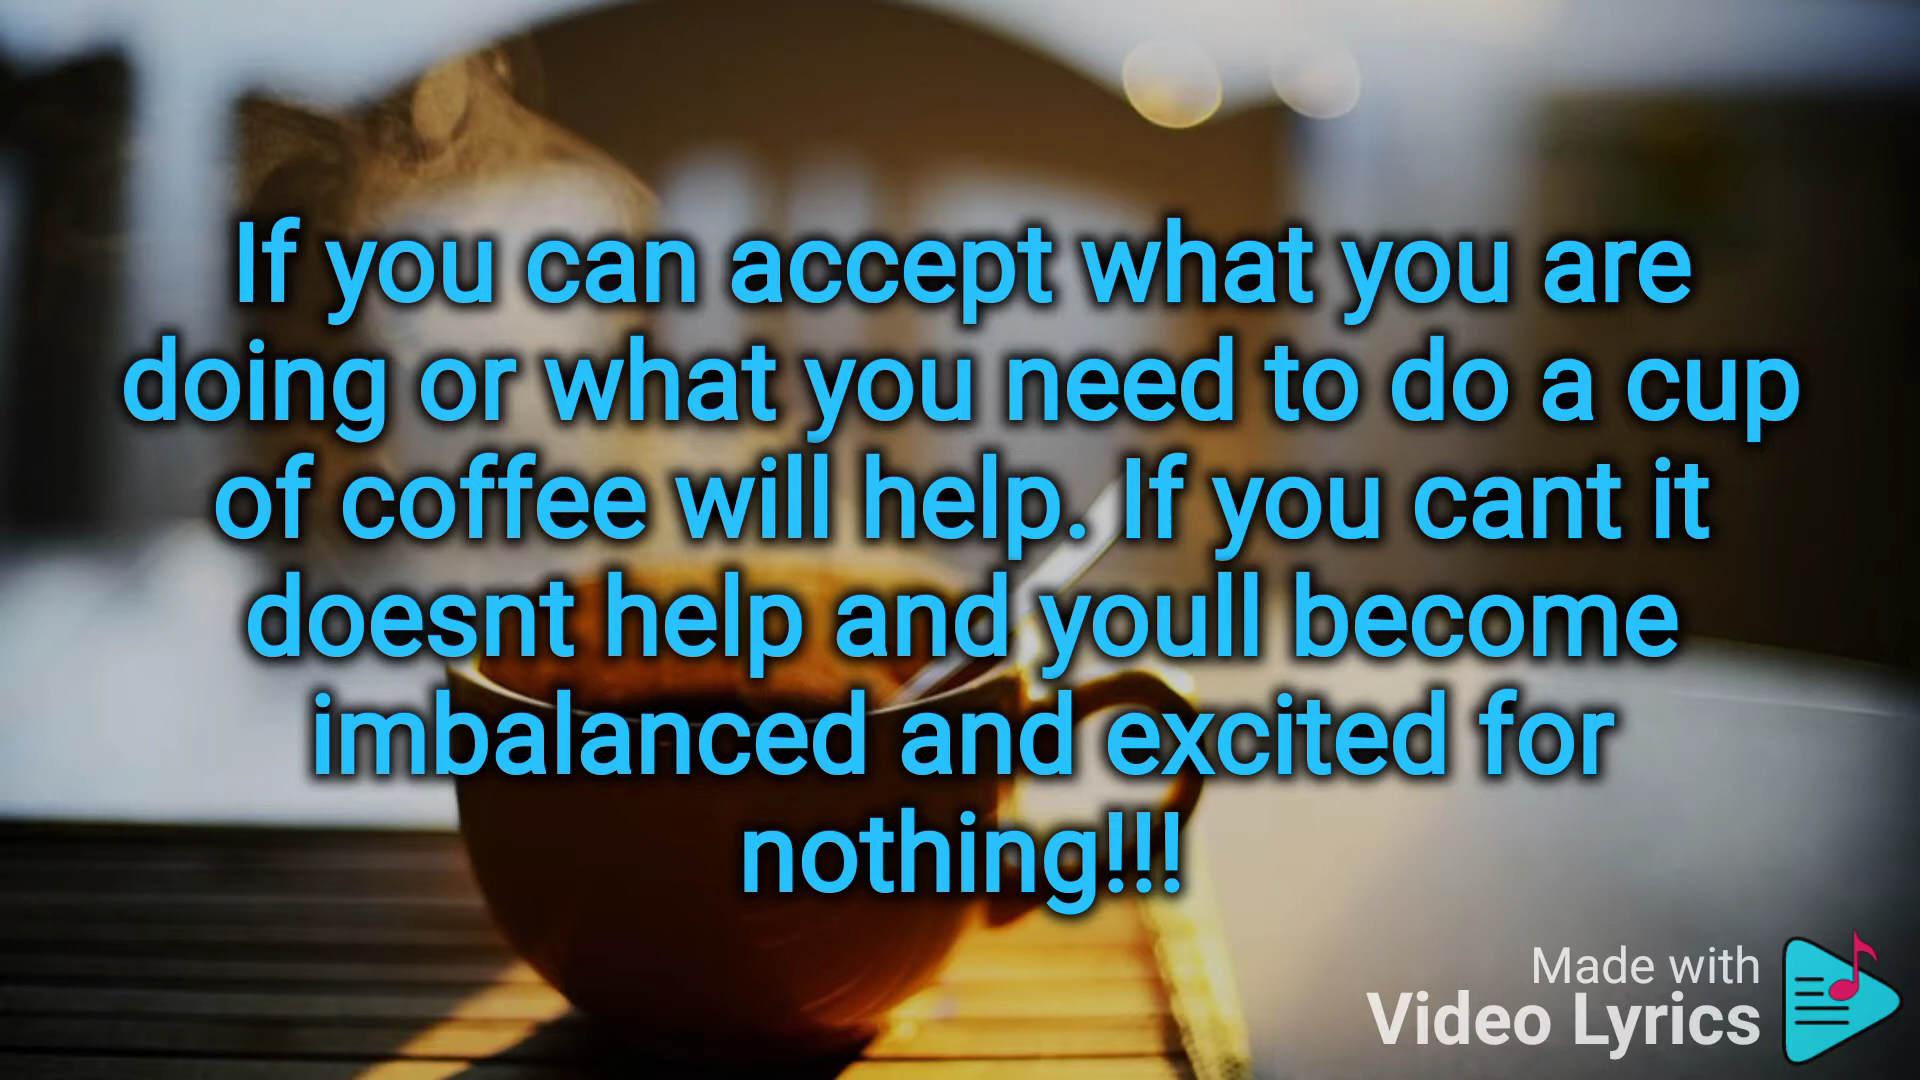 If you can accept what you are
doing or what you need to do a cup
of coffee will help. If you cant it
doesnt help and youll become
imbalanced and excited for
nothing!!!
Made with
Video Lyrics